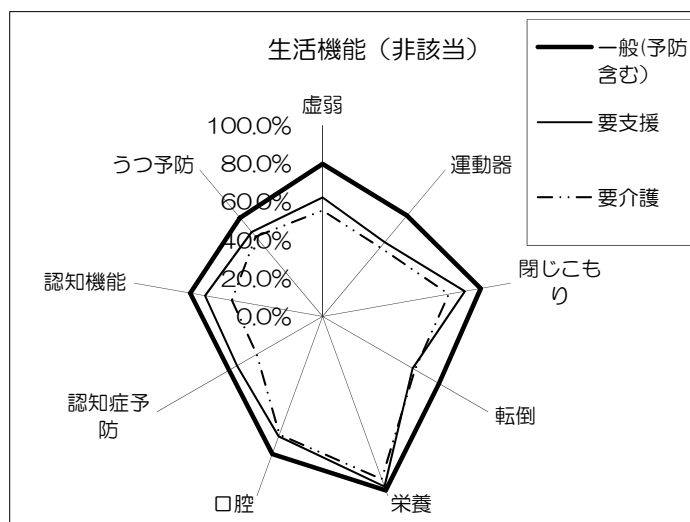 生活機能（非該当）
一般(予防
含む）
要支援
要介護
虚弱
運動器
閉じこも
り
転倒
栄養
口腔
認知症予
防
認知機能
うつ予防
100.0%
80.0%
60.0%
40.0%
20.0%
0.0%